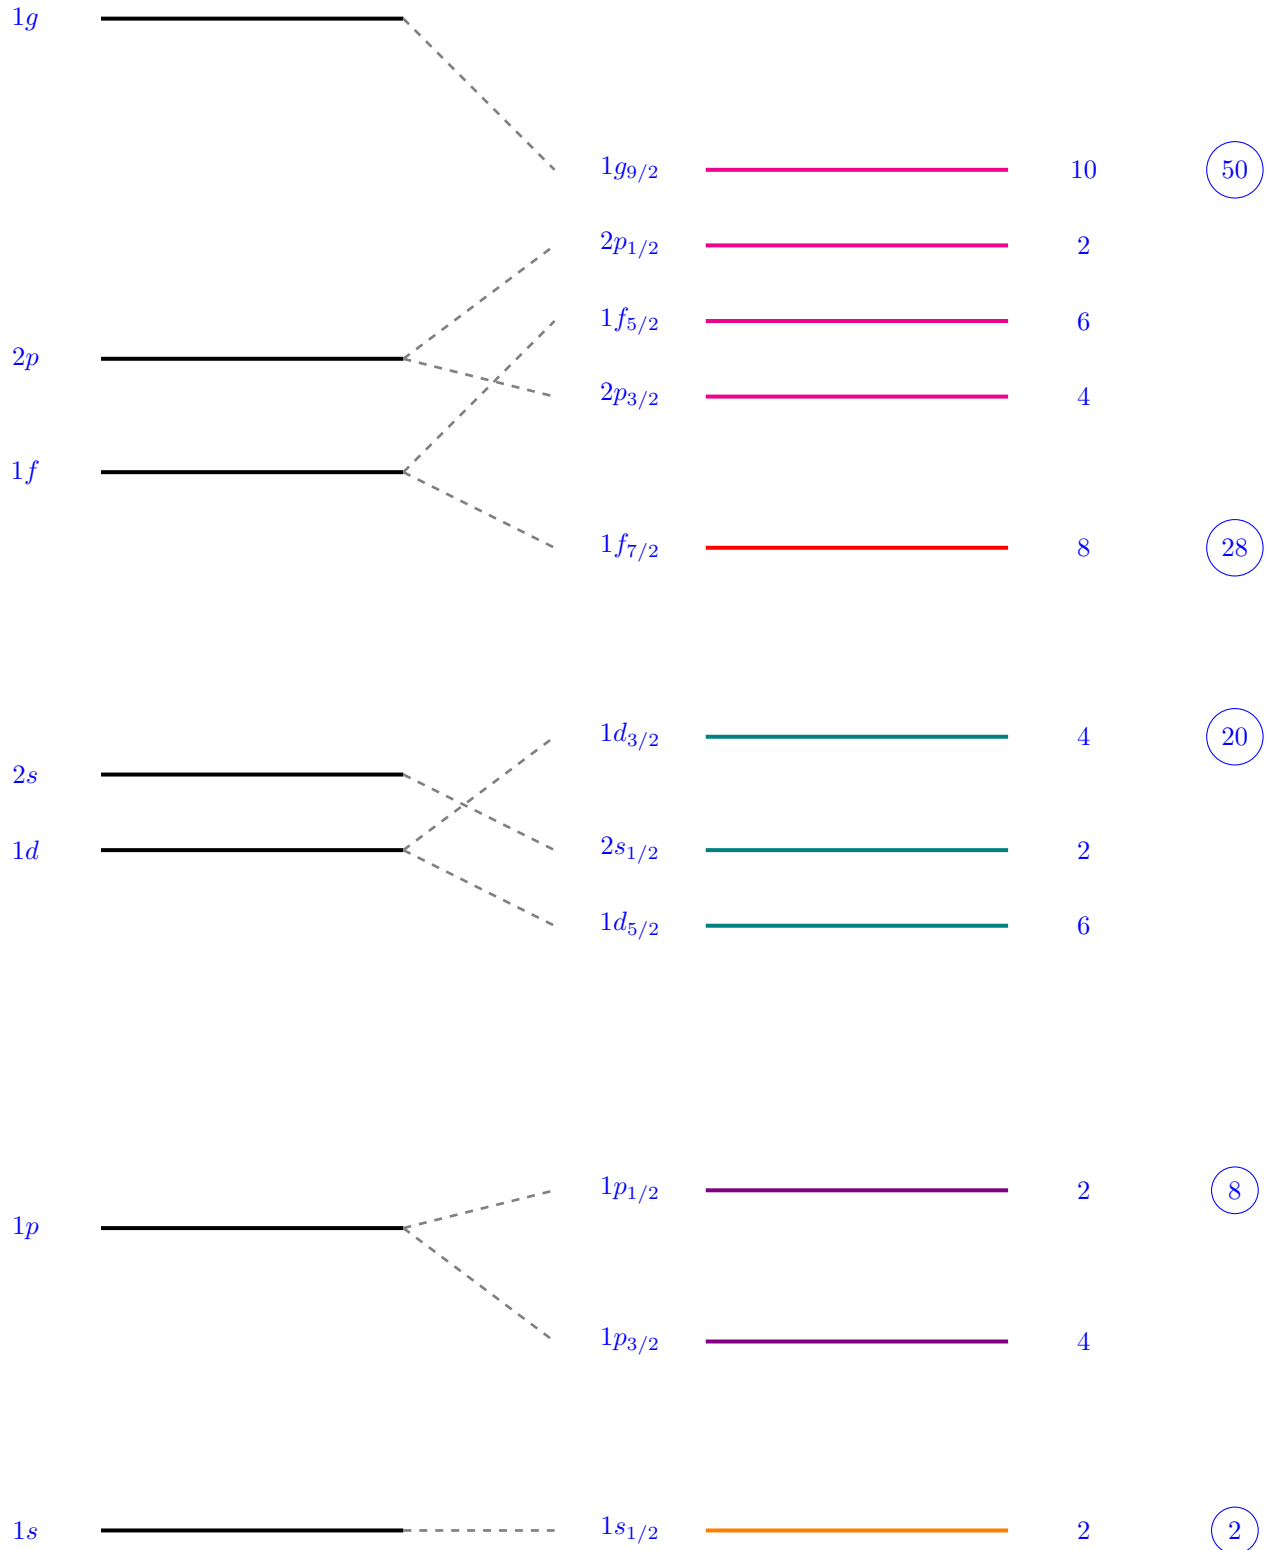 1g
1g9/2 10 50
2p1/2 2
1f5/2 6
2p
2p3/2 4
1f
1f7/2 8 28
1d3/2 4 20
2s
1d 2s1/2 2
1d5/2 6
1p1/2 2 8
1p
1p3/2 4
1s 1s1/2 2 2